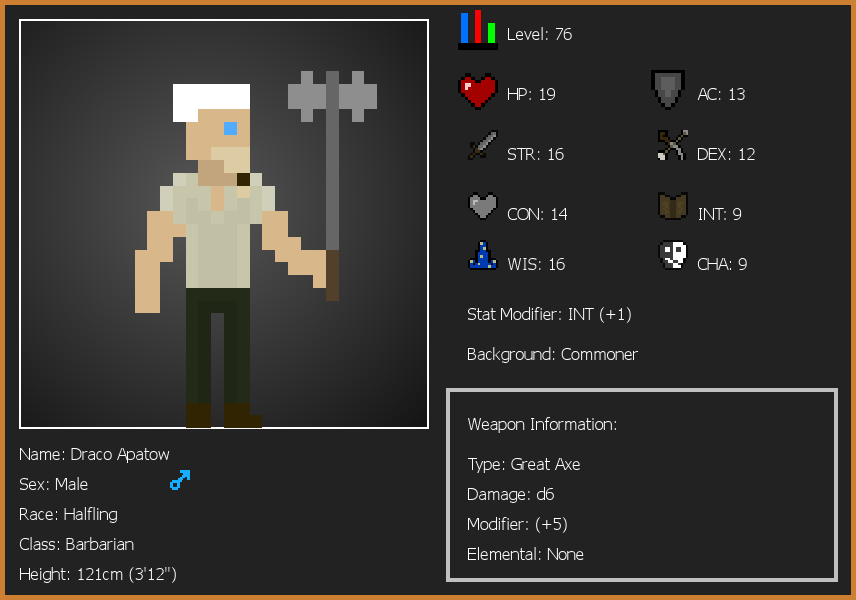 Level: 76
HP: 19
AC: 13
STR: 16
DEX: 12
CON: 14
INT: 9
WIS: 16
CHA: 9
Stat Modifier: INT (+1)
Background: Commoner
Weapon Information:
Type: Great Axe
Damage: d6
Modifier: (+5)
Elemental: None
Name: Draco Apatow
Sex: Male
Race: Halfling
Class: Barbarian
Height: 121cm (3'12")